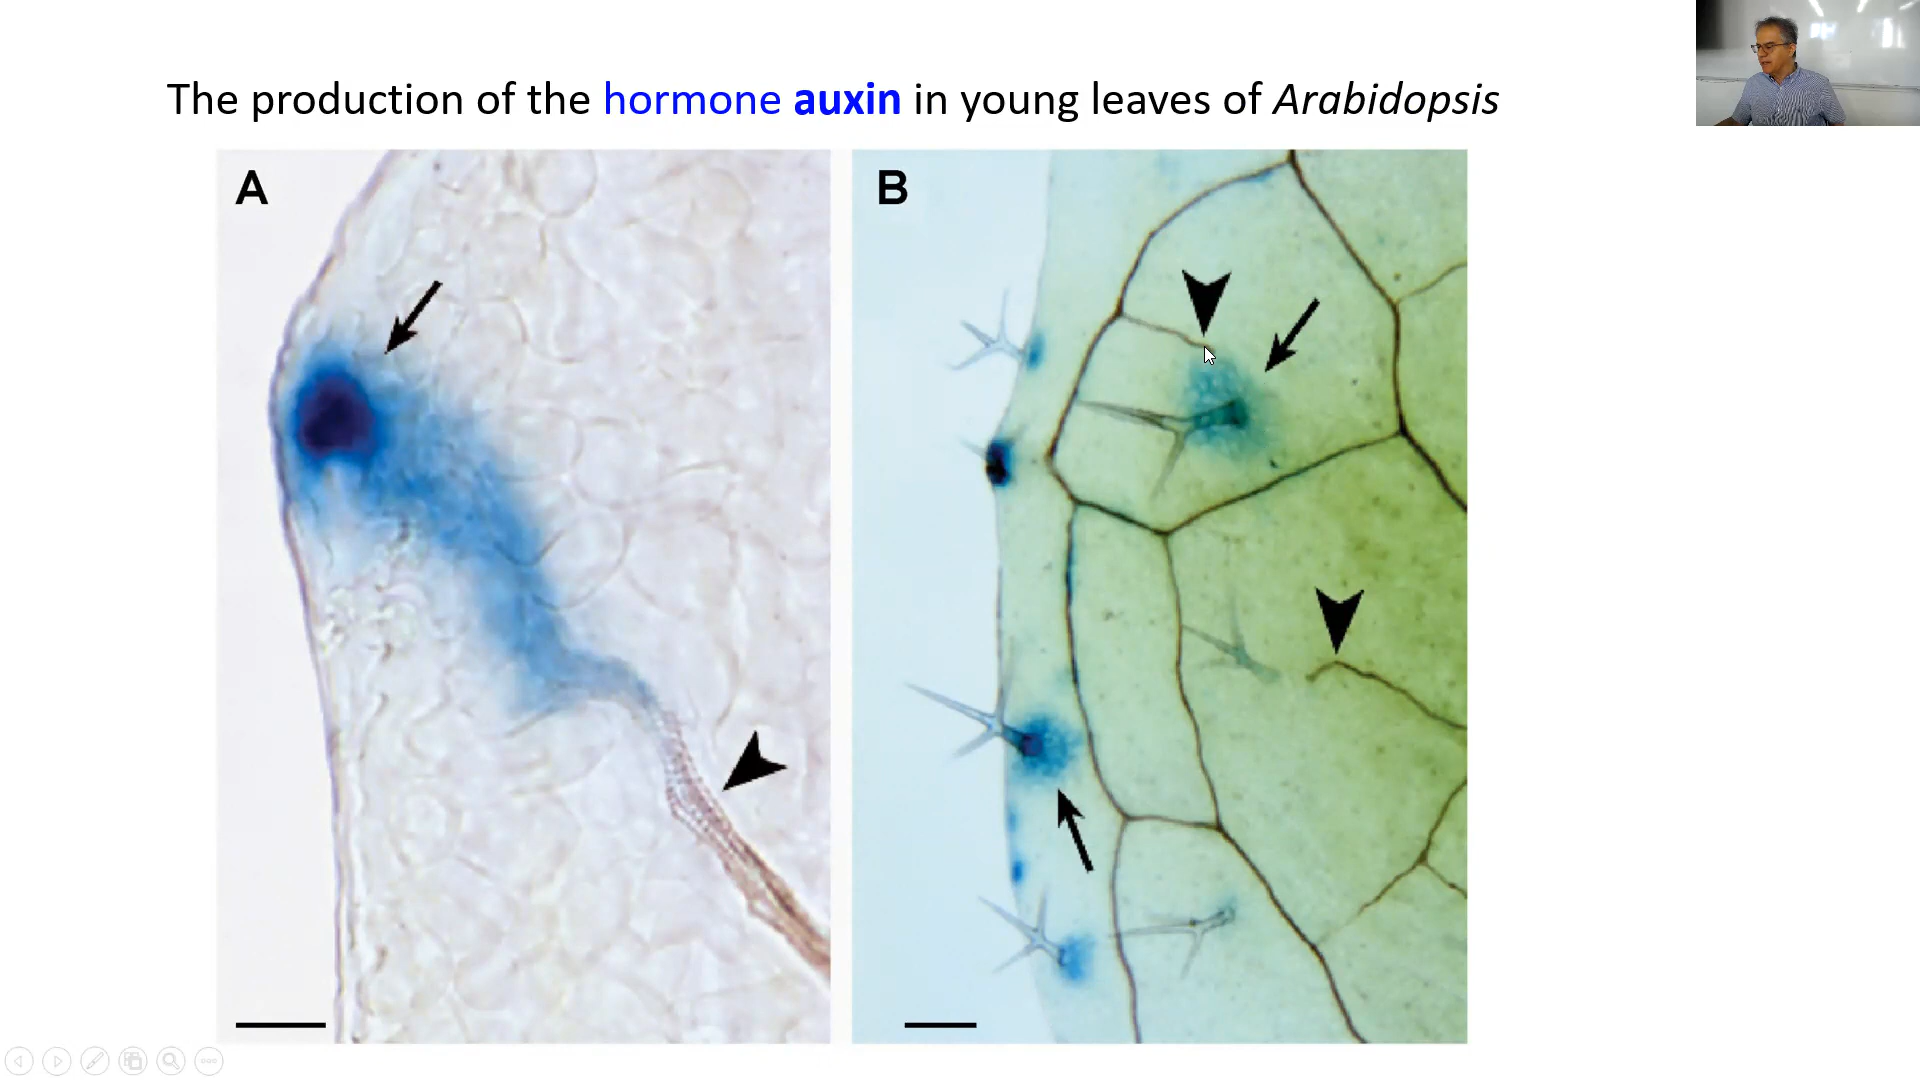 The production of the hormone auxin in young leaves of Arabidopsis
A
B